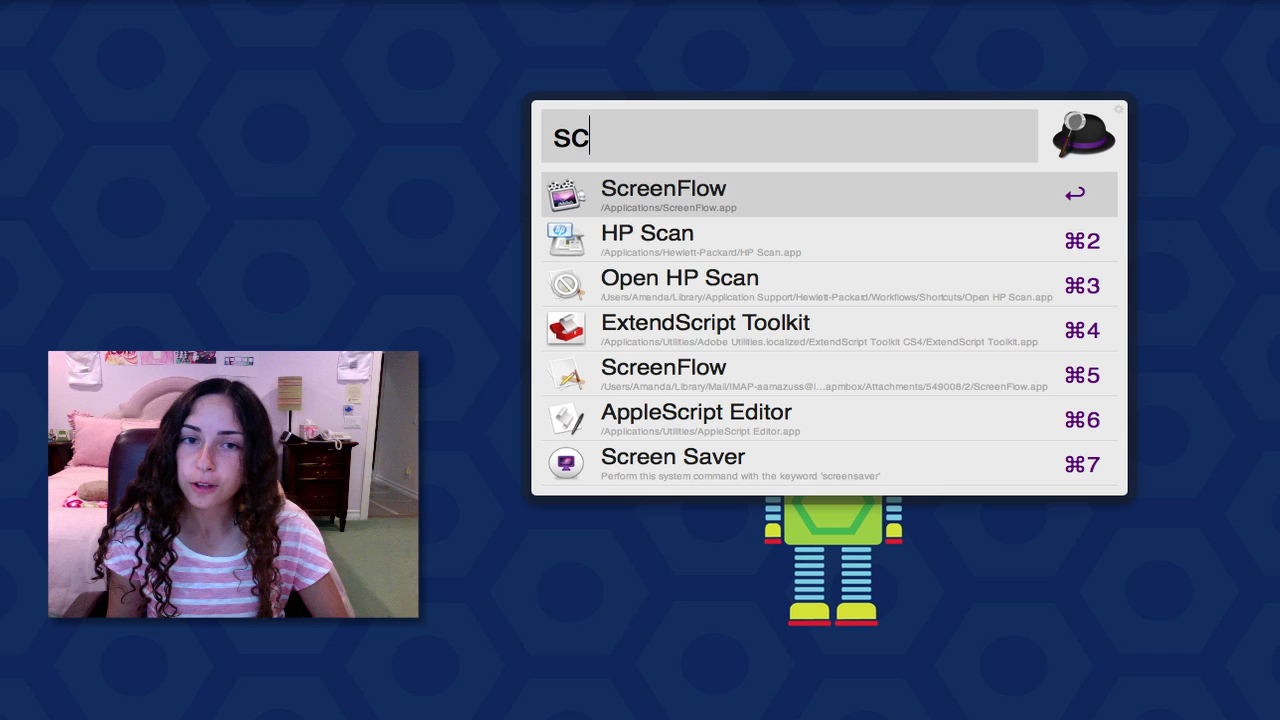 sc
ScreenFlow
/Applications/ScreenFlow.app
↩
HP Scan
/Applications/Hewlett-Packard/HP Scan.app
⌘2
Open HP Scan
/Users/Amanda/Library/Application Support/Hewlett-Packard/Workflows/Shortcuts/Open HP Scan.app
⌘3
ExtendScript Toolkit
/Applications/Utilities/Adobe Utilities.localized/ExtendScript Toolkit CS4/ExtendScript Toolkit.app
⌘4
ScreenFlow
/Users/Amanda/Library/Mail/IMAP-aamazuss@i...apmbox/Attachments/549008/2/ScreenFlow.app
⌘5
AppleScript Editor
/Applications/Utilities/AppleScript Editor.app
⌘6
Screen Saver
Perform this system command with the keyword 'screensaver'
⌘7